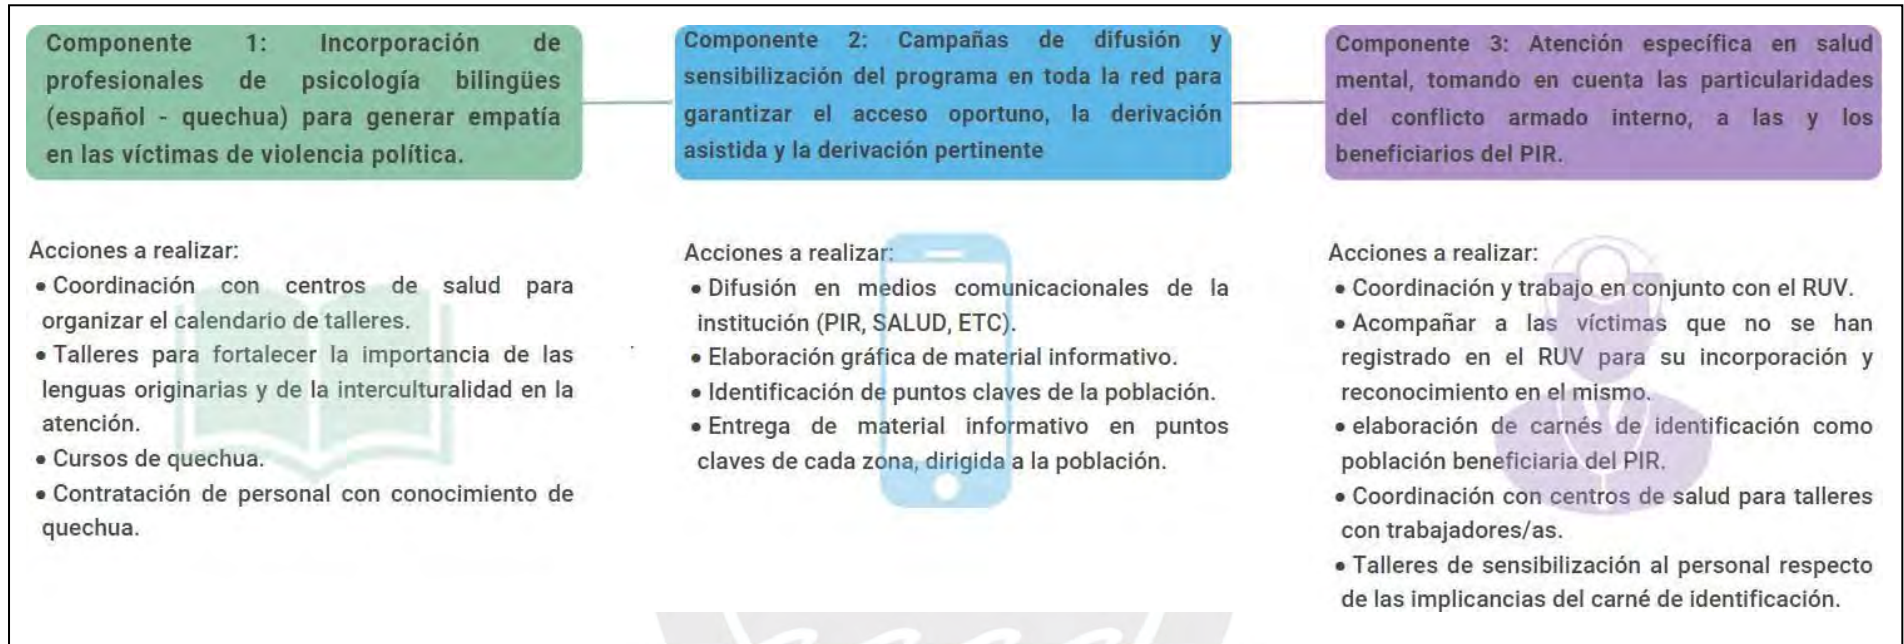 Componente 1: Incorporación de
profesionales de psicología bilingües
(español - quechua) para generar empatía
en las víctimas de violencia política.
Componente 2: Campañas de difusión y
sensibilización del programa en toda la red para
garantizar el acceso oportuno, la derivación
asistida y la derivación pertinente
Componente 3: Atención específica en salud
mental, tomando en cuenta las particularidades
del conflicto armado interno, a las y los
beneficiarios del PIR.
Acciones a realizar:
• Coordinación con centros de salud para
organizar el calendario de talleres.
• Talleres para fortalecer la importancia de las
lenguas originarias y de la interculturalidad en la
atención.
• Cursos de quechua.
• Contratación de personal con conocimiento de
quechua.
Acciones a realizar:
• Difusión en medios comunicacionales de la
institución (PIR, SALUD, ETC).
• Elaboración gráfica de material informativo.
• Identificación de puntos claves de la población.
• Entrega de material informativo en puntos
claves de cada zona, dirigida a la población.
Acciones a realizar:
• Coordinación y trabajo en conjunto con el RUV.
• Acompañar a las víctimas que no se han
registrado en el RUV para su incorporación y
reconocimiento en el mismo.
• elaboración de carnés de identificación como
población beneficiaria del PIR.
• Coordinación con centros de salud para talleres
con trabajadores/as.
• Talleres de sensibilización al personal respecto
de las implicancias del carné de identificación.